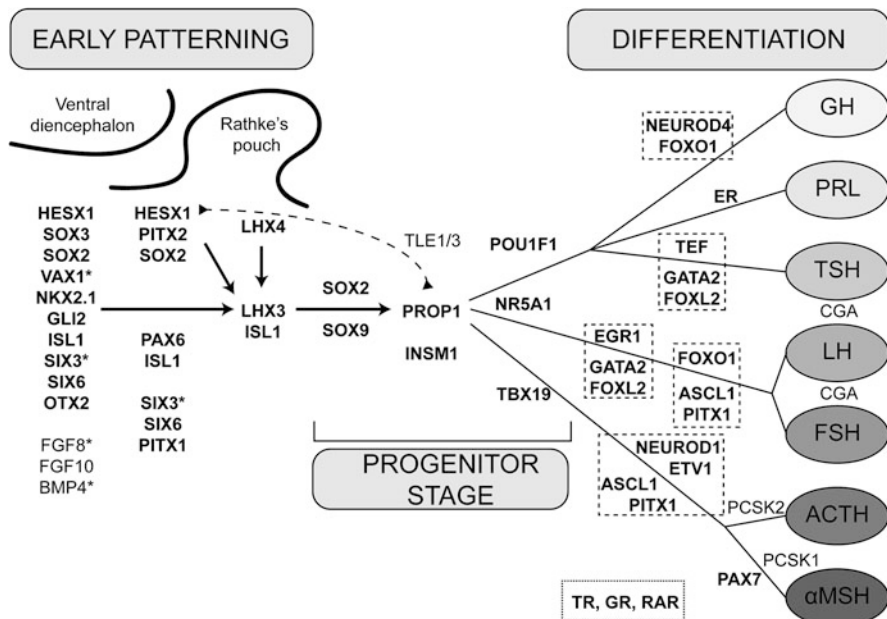 EARLY PATTERNING
DIFFERENTIATION
Ventral
diencephalon
Rathke's
pouch
HESX1
SOX3
SOX2
VAX1*
NKX2.1
GLI2
ISL1
SIX3*
SIX6
OTX2
FGF8*
FGF10
BMP4*
HESX1
PITX2
SOX2
PAX6
ISL1
SIX3*
SIX6
PITX1
LHX4
LHX3
ISL1
SOX2
SOX9
TLE1/3
PROP1
INSM1
PROGENITOR
STAGE
POU1F1
NR5A1
TBX19
NEUROD4
FOXO1
ER
TEF
GATA2
FOXL2
EGR1
GATA2
FOXL2
FOXO1
ASCL1
PITX1
NEUROD1
ETV1
ASCL1
PITX1
PCSK2
PCSK1
PAX7
TR, GR, RAR
GH
PRL
TSH
CGA
LH
CGA
FSH
ACTH
αMSH